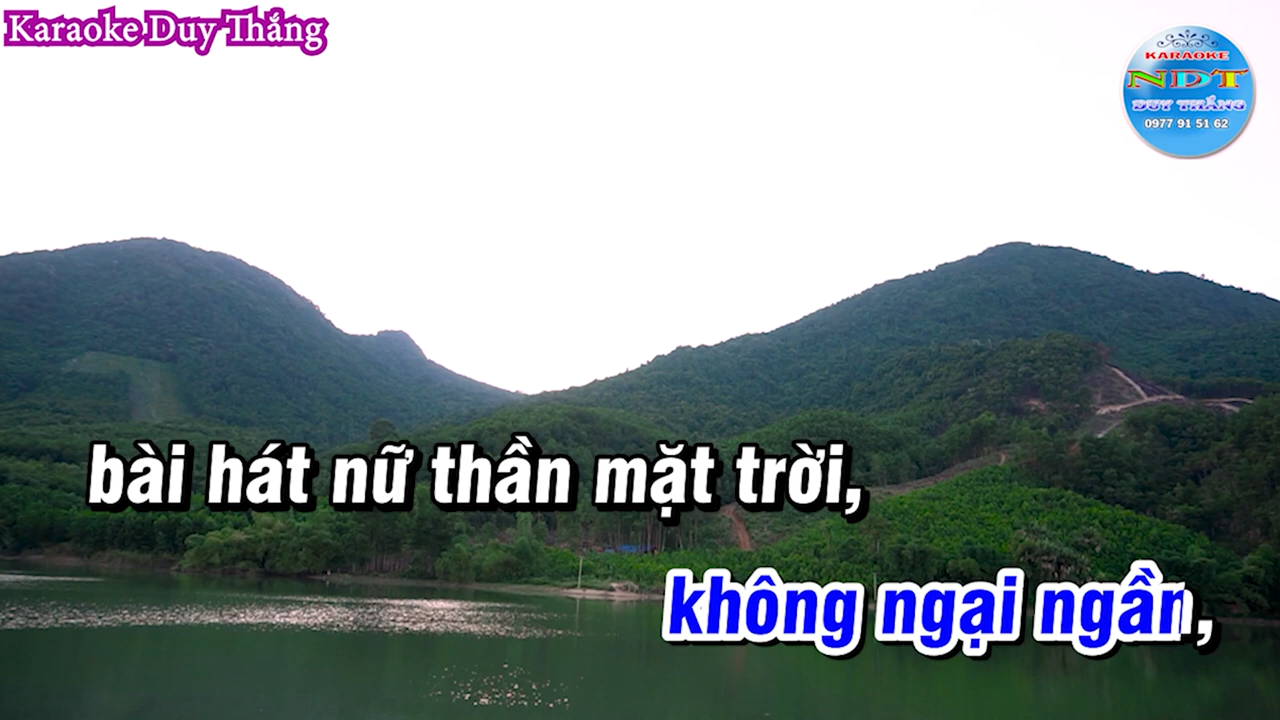 Karaoke Duy Thắng
KARAOKE
NDT
DUY THẮNG
0977 91 51 62
bài hát nữ thần mặt trời,
không ngại ngần,